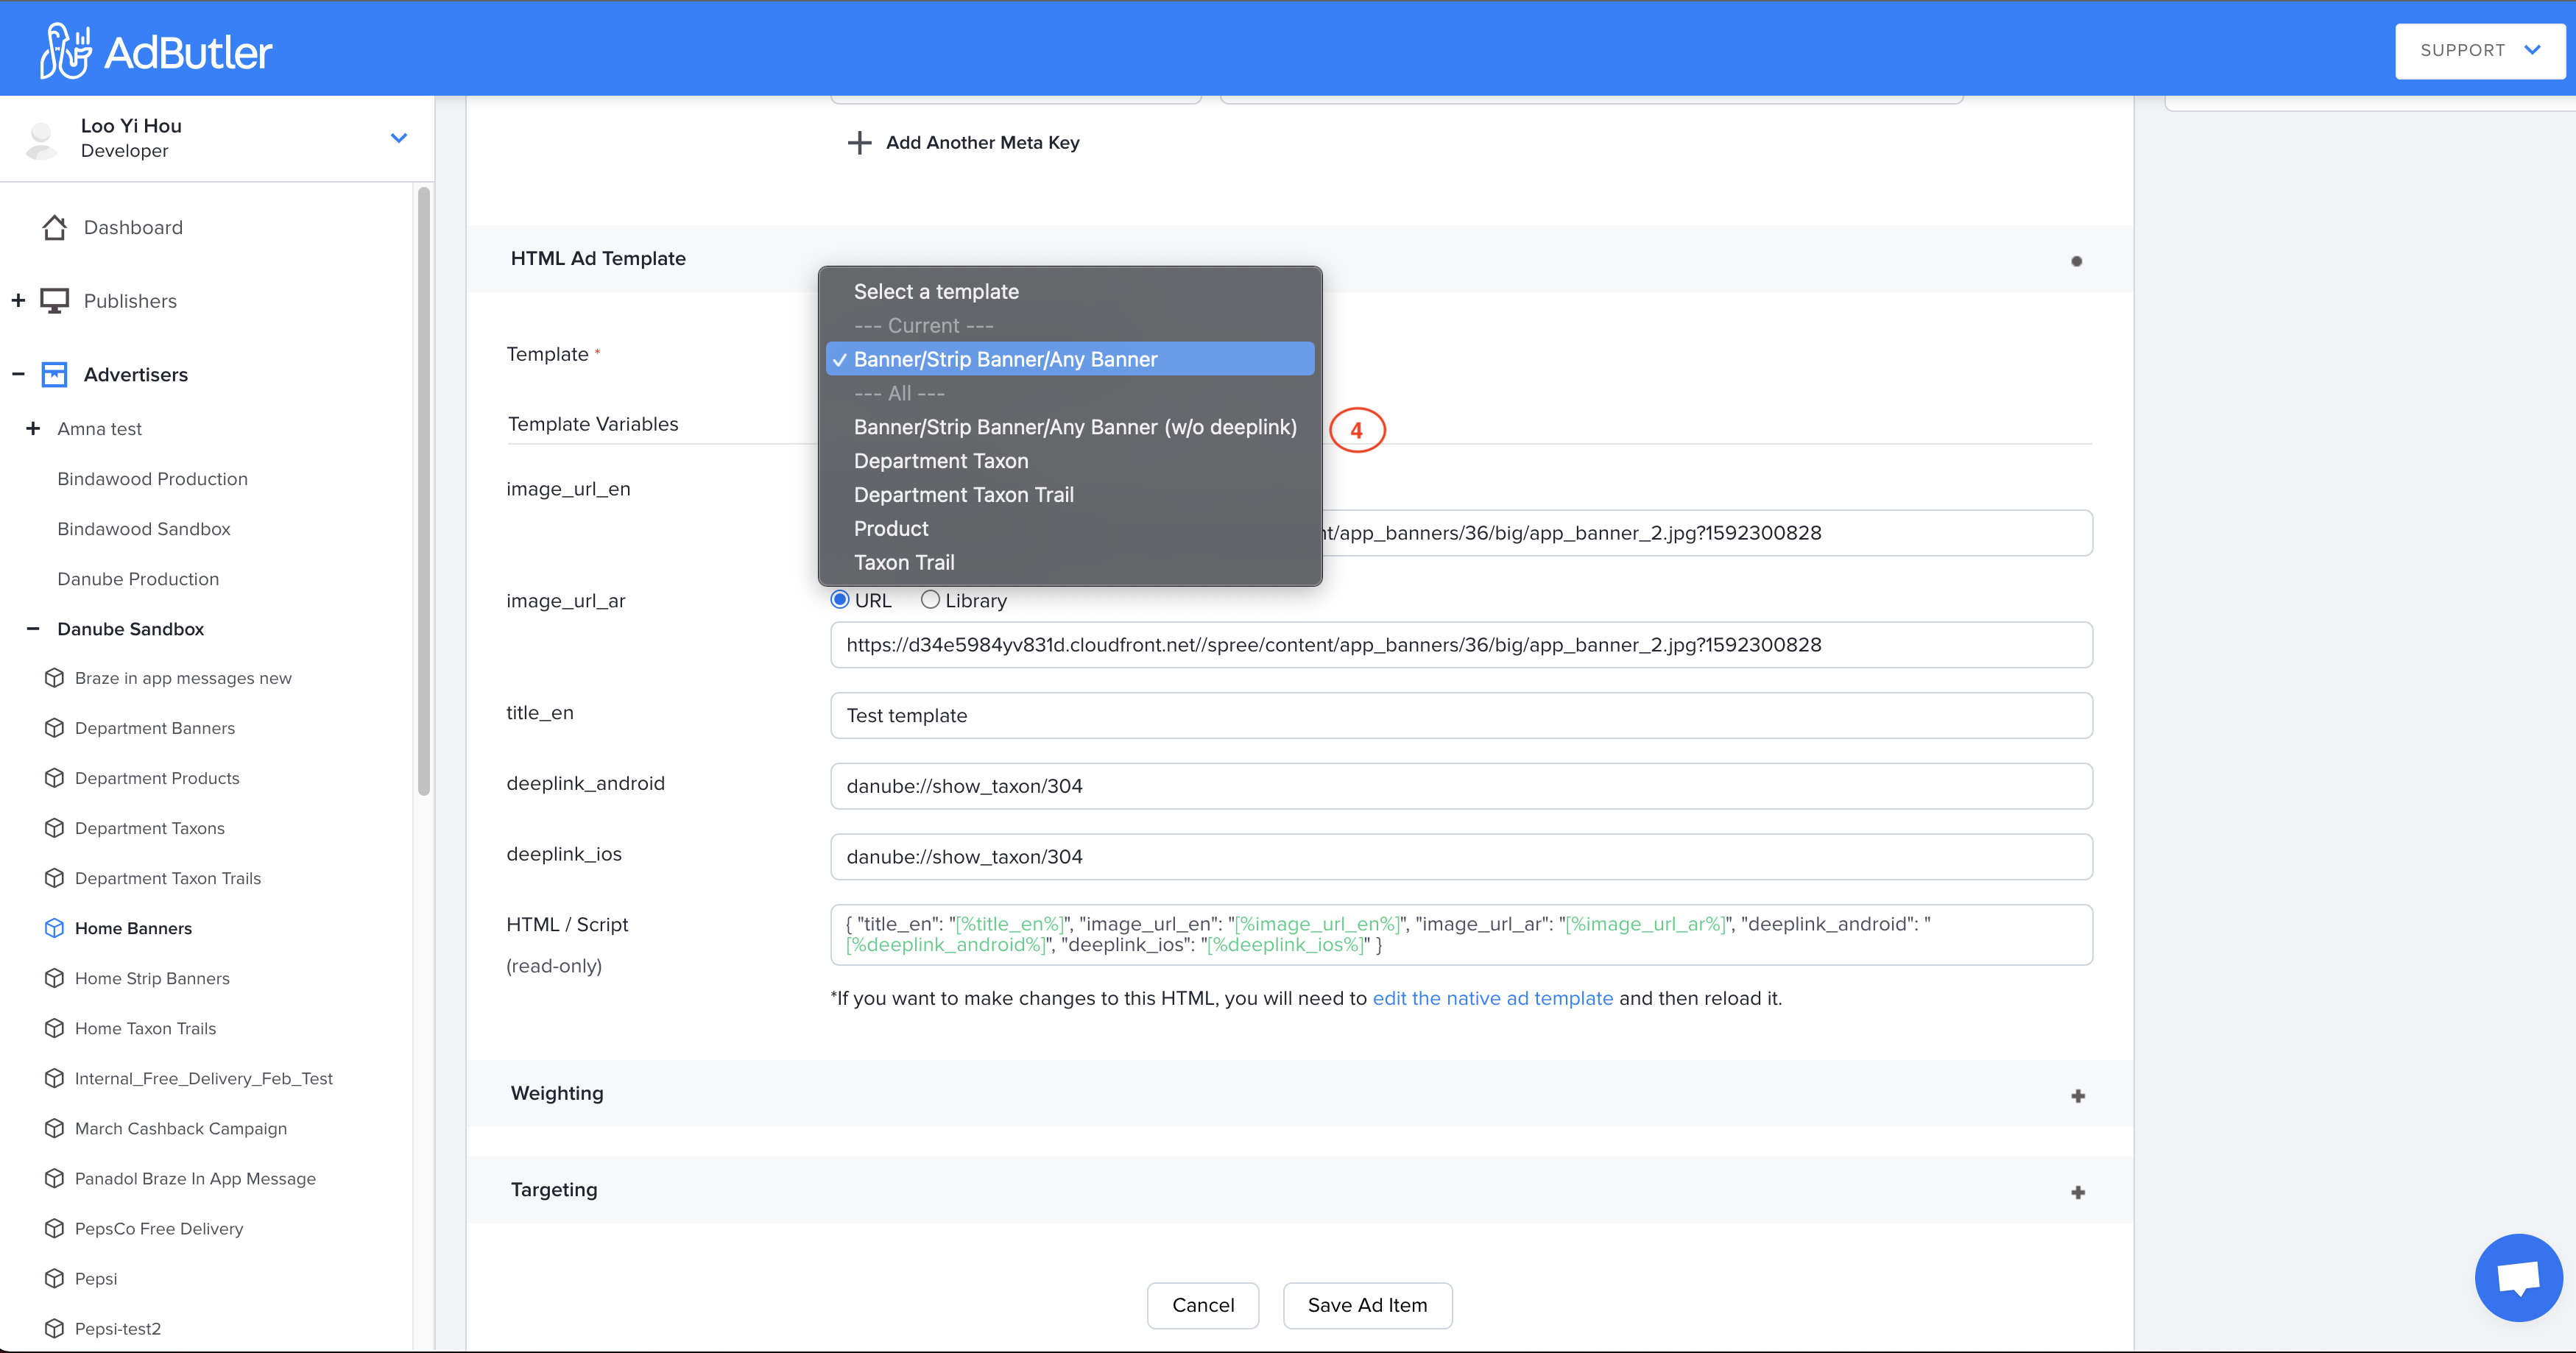 AdButler
SUPPORT
Loo Yi Hou
Developer
Dashboard
+ Publishers
− Advertisers
+ Amna test
Bindawood Production
Bindawood Sandbox
Danube Production
− Danube Sandbox
Braze in app messages new
Department Banners
Department Products
Department Taxons
Department Taxon Trails
Home Banners
Home Strip Banners
Home Taxon Trails
Internal_Free_Delivery_Feb_Test
March Cashback Campaign
Panadol Braze In App Message
PepsCo Free Delivery
Pepsi
Pepsi-test2
+ Add Another Meta Key
HTML Ad Template
Template *
Select a template
--- Current ---
✓ Banner/Strip Banner/Any Banner
--- All ---
Banner/Strip Banner/Any Banner (w/o deeplink)
Department Taxon
Department Taxon Trail
Product
Taxon Trail
4
Template Variables
image_url_en
nt/app_banners/36/big/app_banner_2.jpg?1592300828
image_url_ar
URL Library
https://d34e5984yv831d.cloudfront.net//spree/content/app_banners/36/big/app_banner_2.jpg?1592300828
title_en
Test template
deeplink_android
danube://show_taxon/304
deeplink_ios
danube://show_taxon/304
HTML / Script
(read-only)
{ "title_en": "[%title_en%]", "image_url_en": "[%image_url_en%]", "image_url_ar": "[%image_url_ar%]", "deeplink_android": "
[%deeplink_android%]", "deeplink_ios": "[%deeplink_ios%]" }
*If you want to make changes to this HTML, you will need to edit the native ad template and then reload it.
Weighting
+
Targeting
+
Cancel
Save Ad Item